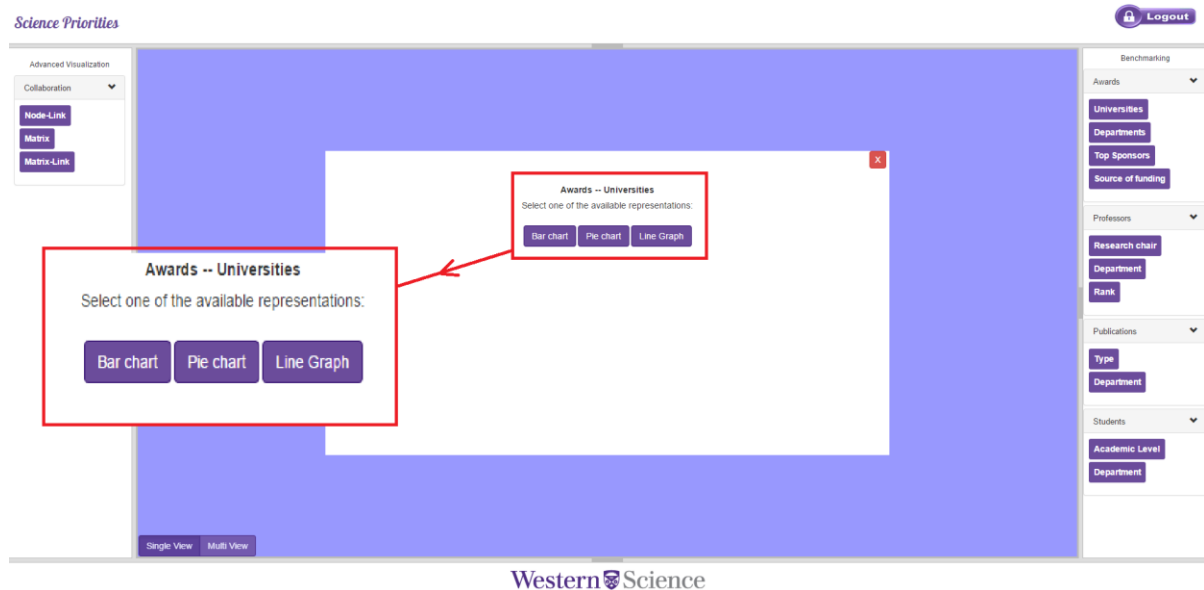 Science Priorities
Logout
Advanced Visualization
Collaboration
Node-Link
Matrix
Matrix-Link
X
Awards -- Universities
Select one of the available representations:
Bar chart Pie chart Line Graph
Awards -- Universities
Select one of the available representations:
Bar chart Pie chart Line Graph
Single View Multi View
Benchmarking
Awards
Universities
Departments
Top Sponsors
Source of funding
Professors
Research chair
Department
Rank
Publications
Type
Department
Students
Academic Level
Department
Western Science